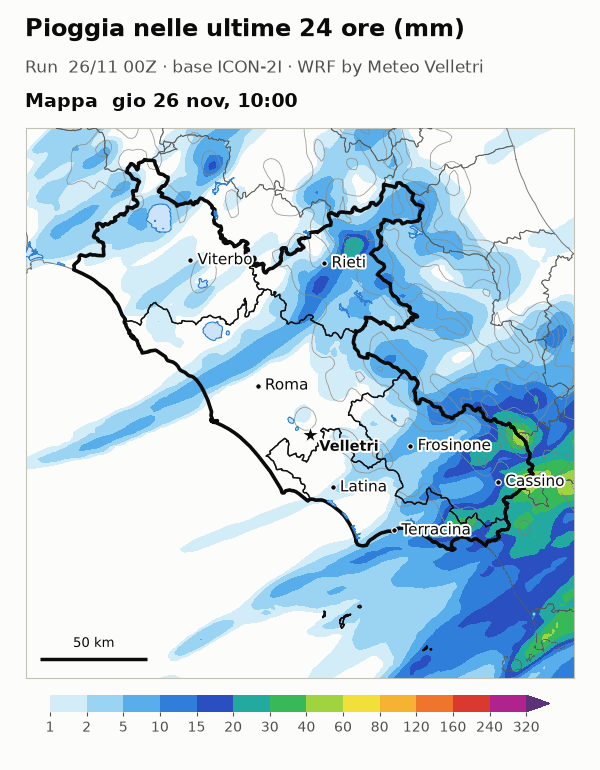 Pioggia nelle ultime 24 ore (mm)
Run 26/11 00Z · base ICON-2I · WRF by Meteo Velletri
Mappa gio 26 nov, 10:00
Viterbo
Rieti
Roma
Velletri
Frosinone
Latina
Cassino
Terracina
50 km
1 2 5 10 15 20 30 40 60 80 120 160 240 320